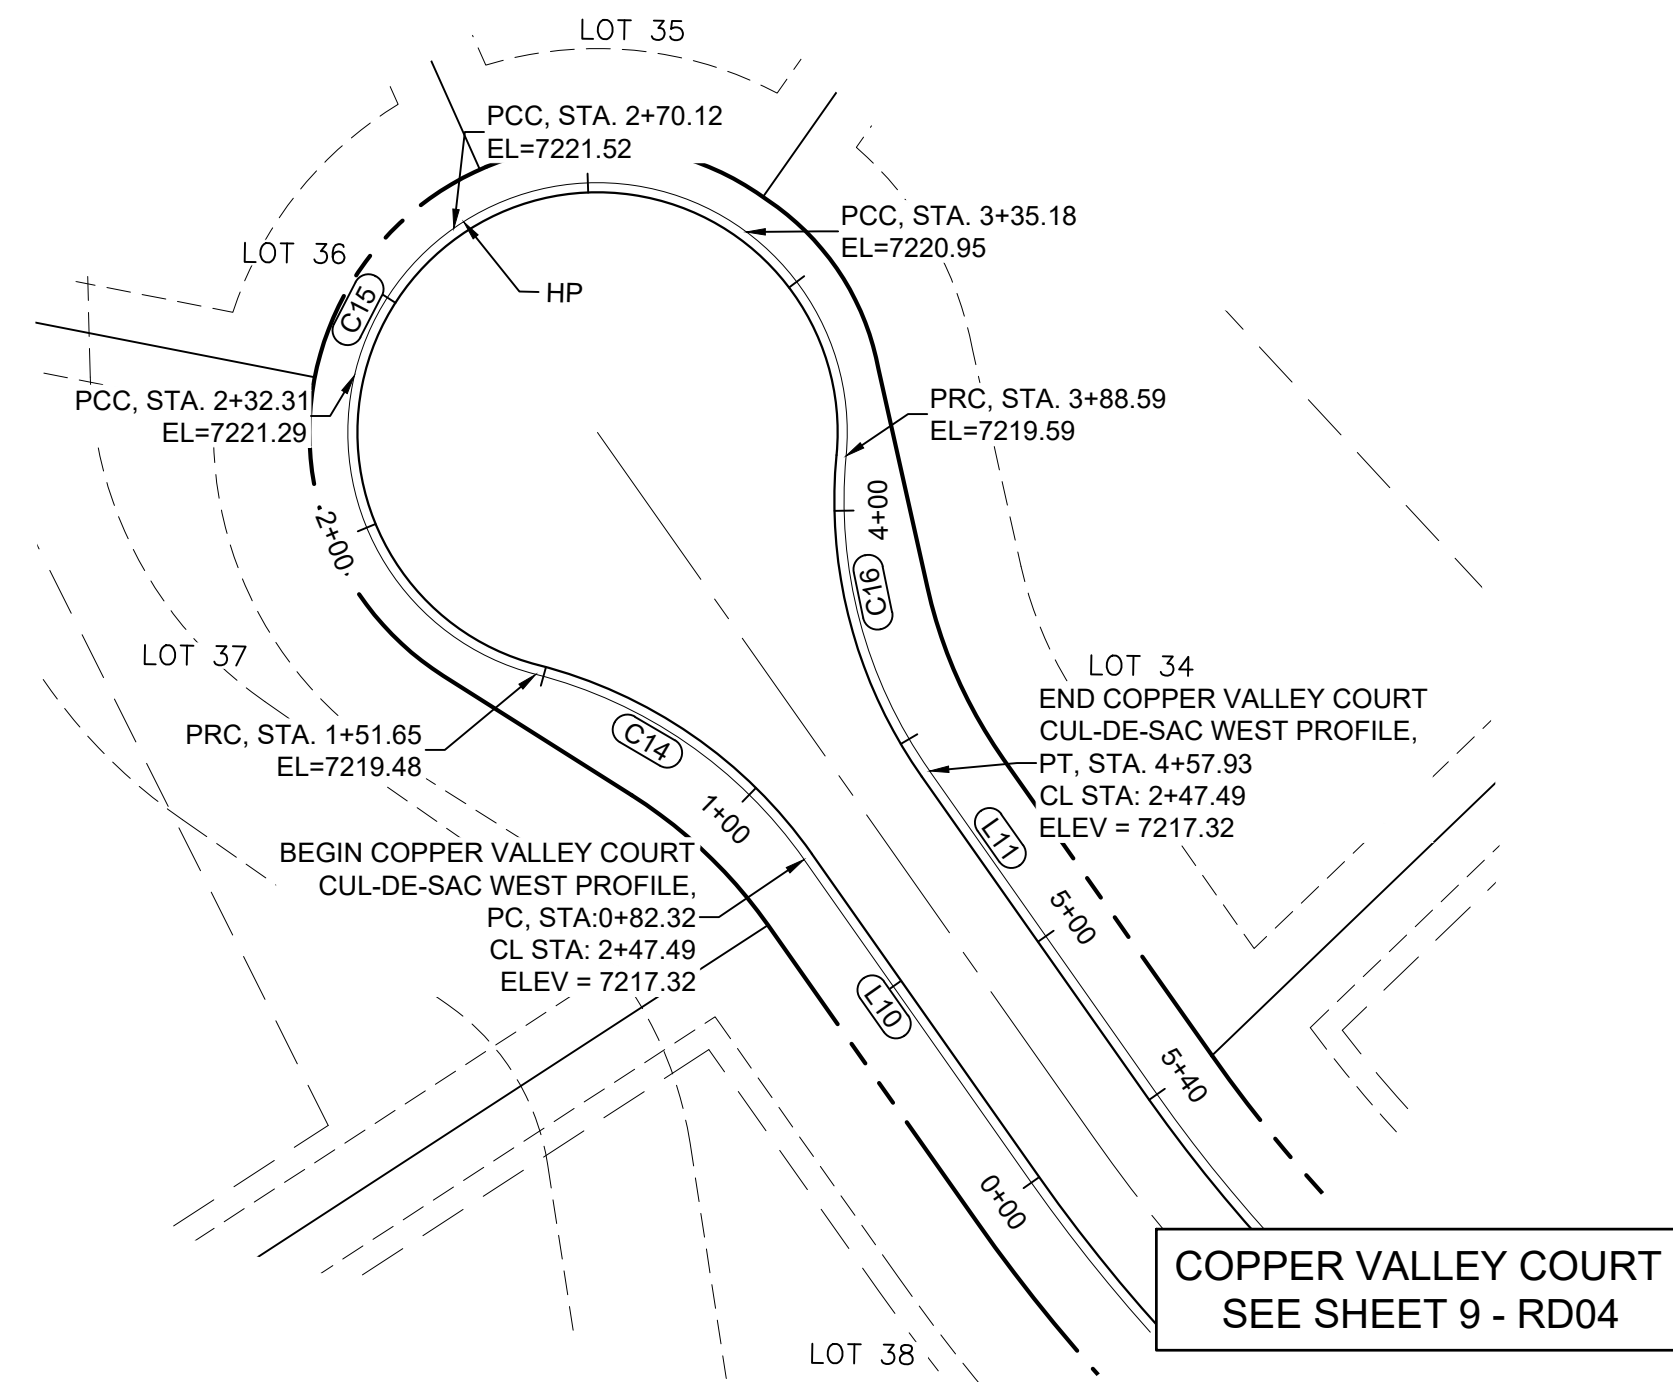 LOT 35
PCC, STA. 2+70.12
EL=7221.52
PCC, STA. 3+35.18
EL=7220.95
LOT 36
HP
C15
PCC, STA. 2+32.31
EL=7221.29
PRC, STA. 3+88.59
EL=7219.59
2+00
4+00
C16
LOT 37
LOT 34
END COPPER VALLEY COURT
CUL-DE-SAC WEST PROFILE,
PT, STA. 4+57.93
CL STA: 2+47.49
ELEV = 7217.32
PRC, STA. 1+51.65
EL=7219.48
C14
1+00
L11
BEGIN COPPER VALLEY COURT
CUL-DE-SAC WEST PROFILE,
PC, STA:0+82.32
CL STA: 2+47.49
ELEV = 7217.32
5+00
L10
5+40
0+00
COPPER VALLEY COURT
SEE SHEET 9 - RD04
LOT 38